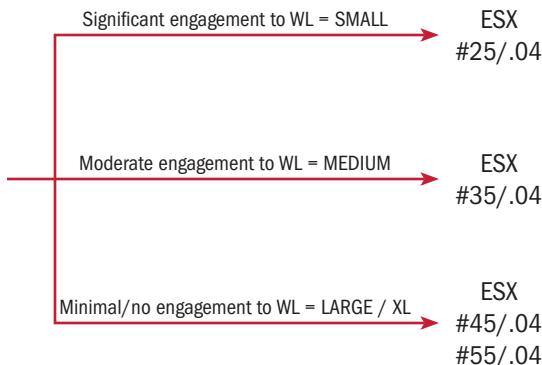 Significant engagement to WL = SMALL
ESX
#25/.04
Moderate engagement to WL = MEDIUM
ESX
#35/.04
Minimal/no engagement to WL = LARGE / XL
ESX
#45/.04
#55/.04